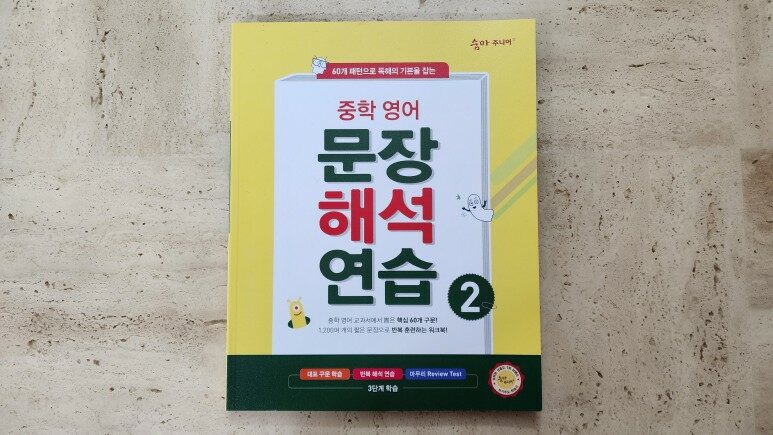 숨마 주니어
60개 패턴으로 독해의 기본을 잡는
중학 영어
문장
해석
연습
2
중학 영어 교과서에서 뽑은 핵심 60개 구문!
1,200여 개의 짧은 문장으로 반복 훈련하는 워크북!
대표 구문 학습
반복 해석 연습
마무리 Review Test
3단계 학습